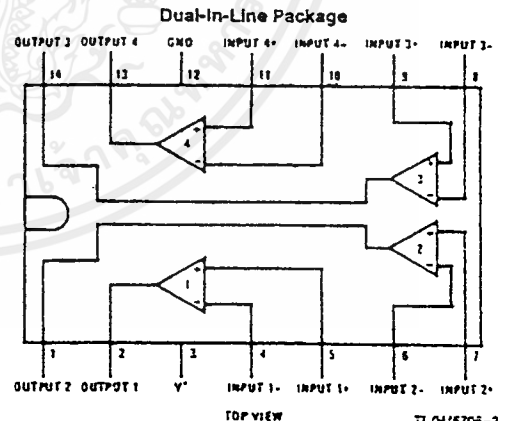 Dual-In-Line Package
OUTPUT 3 OUTPUT 4 GND INPUT 4+ INPUT 4- INPUT 3+ INPUT 3-
14 13 12 11 10 9 8
4
3
2
1
1 2 3 4 5 6 7
OUTPUT 2 OUTPUT 1 V+ INPUT 1- INPUT 1+ INPUT 2- INPUT 2+
TOP VIEW